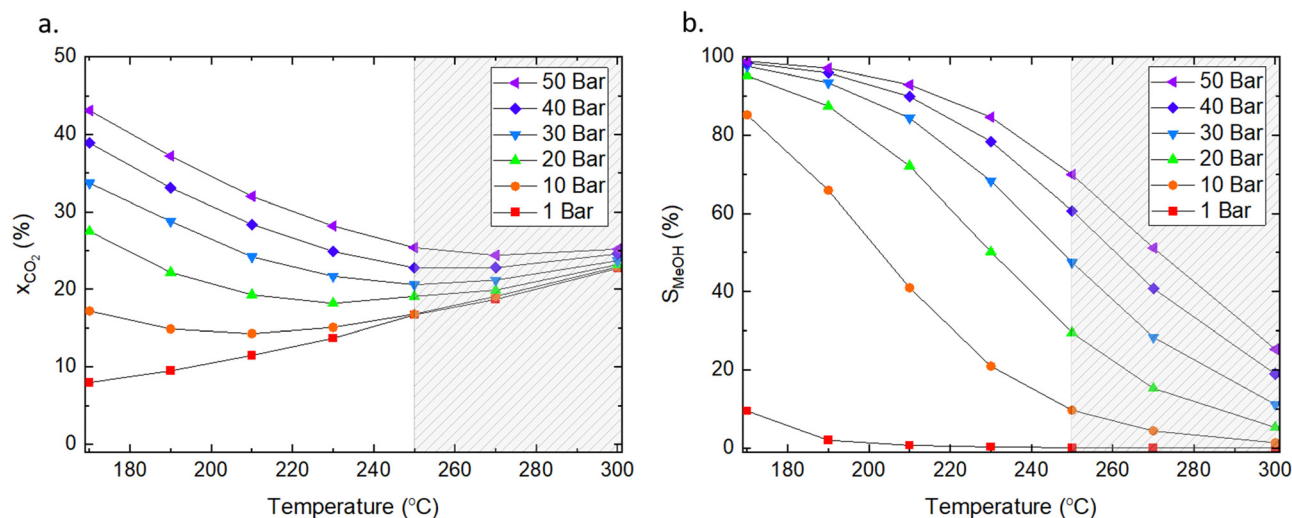 a.
50
40
30
20
10
0
x_CO₂ (%)
50 Bar
40 Bar
30 Bar
20 Bar
10 Bar
1 Bar
180 200 220 240 260 280 300
Temperature (°C)
b.
100
80
60
40
20
0
S_MeOH (%)
50 Bar
40 Bar
30 Bar
20 Bar
10 Bar
1 Bar
180 200 220 240 260 280 300
Temperature (°C)